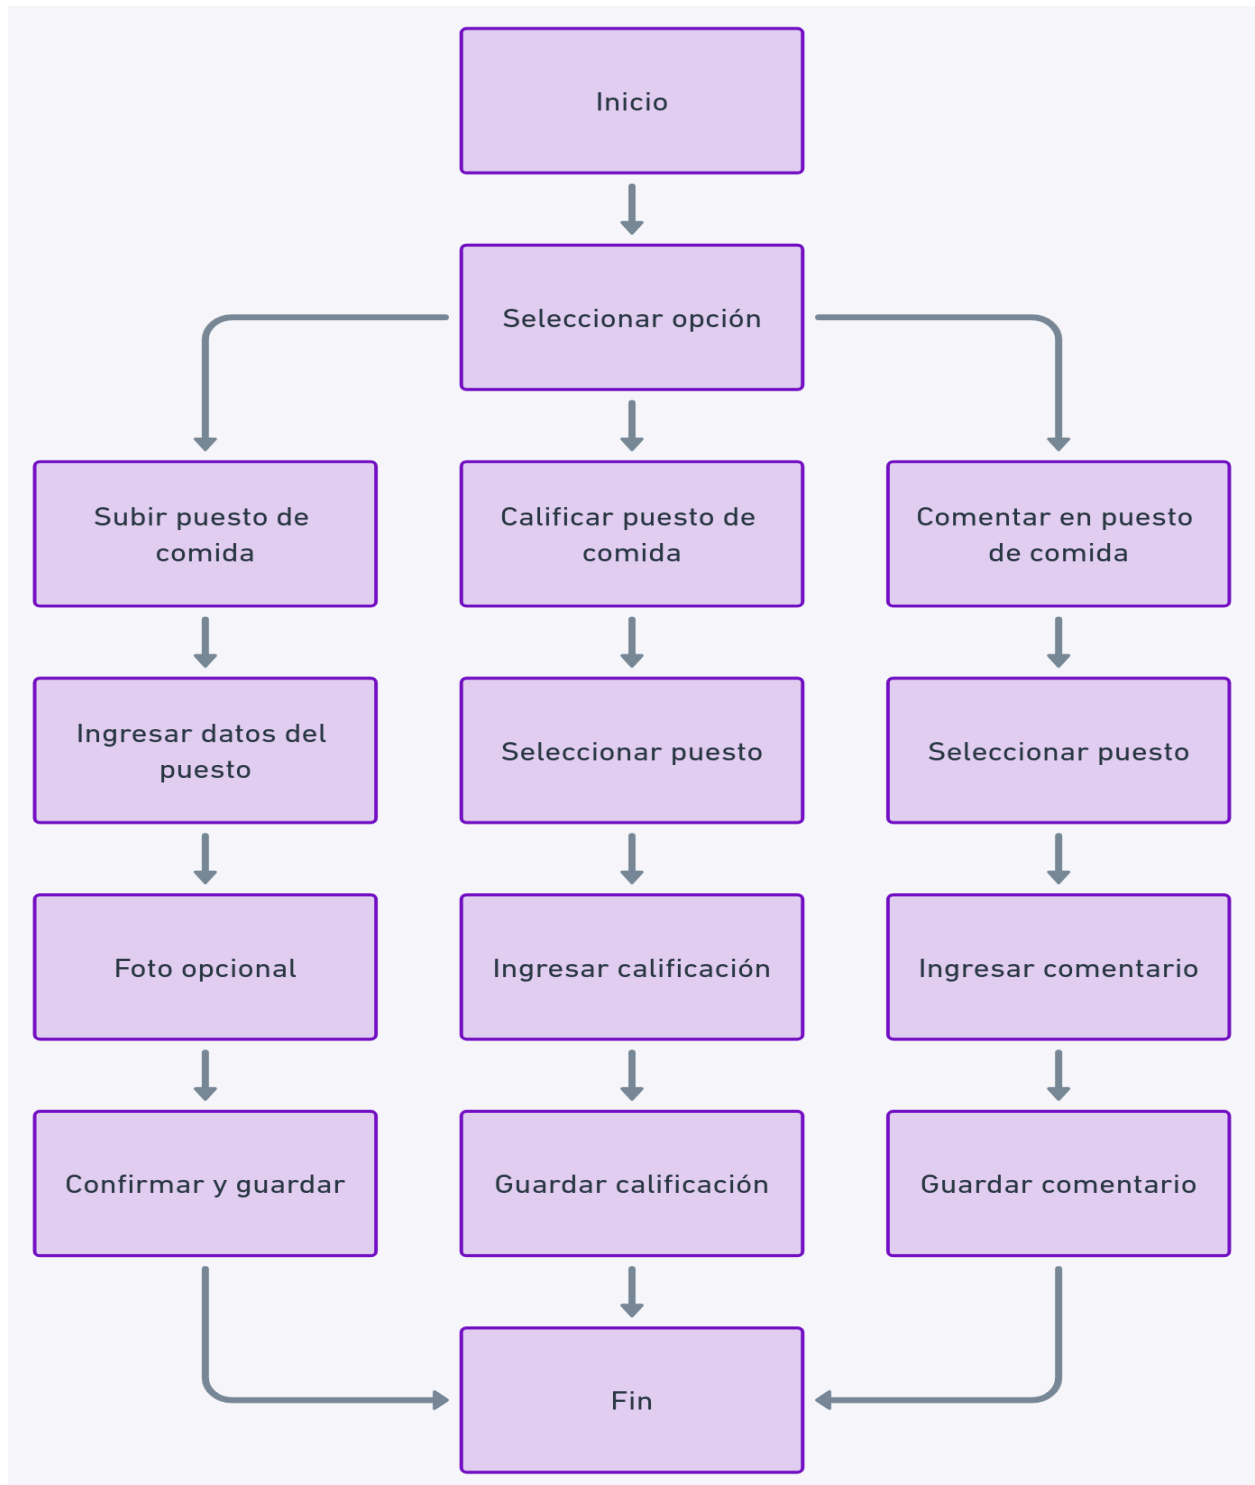 Inicio
Seleccionar opción
Subir puesto de
comida
Calificar puesto de
comida
Comentar en puesto
de comida
Ingresar datos del
puesto
Seleccionar puesto
Seleccionar puesto
Foto opcional
Ingresar calificación
Ingresar comentario
Confirmar y guardar
Guardar calificación
Guardar comentario
Fin